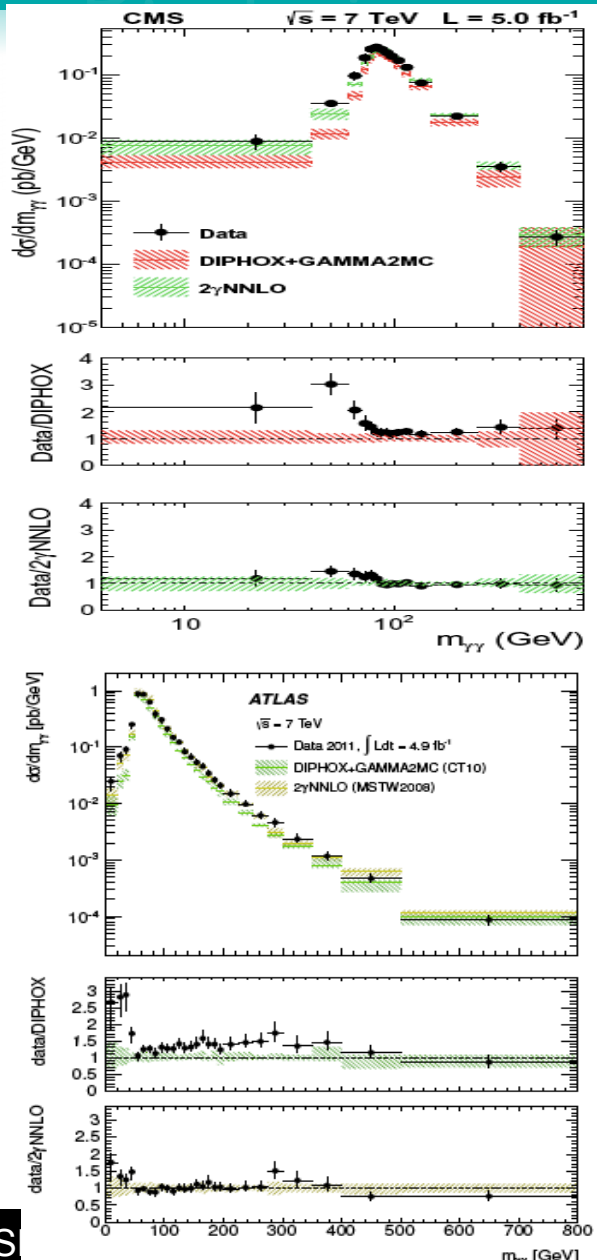 CMS √s = 7 TeV L = 5.0 fb⁻¹
dσ/dmγγ (pb/GeV)
10⁻¹
10⁻²
10⁻³
10⁻⁴
10⁻⁵
Data
DIPHOX+GAMMA2MC
2γNNLO
Data/DIPHOX
4
3
2
1
0
Data/2γNNLO
4
3
2
1
0
10 10²
mγγ (GeV)
dσ/dmγγ [pb/GeV]
1
10⁻¹
10⁻²
10⁻³
10⁻⁴
ATLAS
√s = 7 TeV
Data 2011, ∫ Ldt = 4.9 fb⁻¹
DIPHOX+GAMMA2MC (CT10)
2γNNLO (MSTW2008)
data/DIPHOX
3
2.5
2
1.5
1
0.5
0
data/2γNNLO
3
2.5
2
1.5
1
0.5
0
0 100 200 300 400 500 600 700 800
mγγ [GeV]